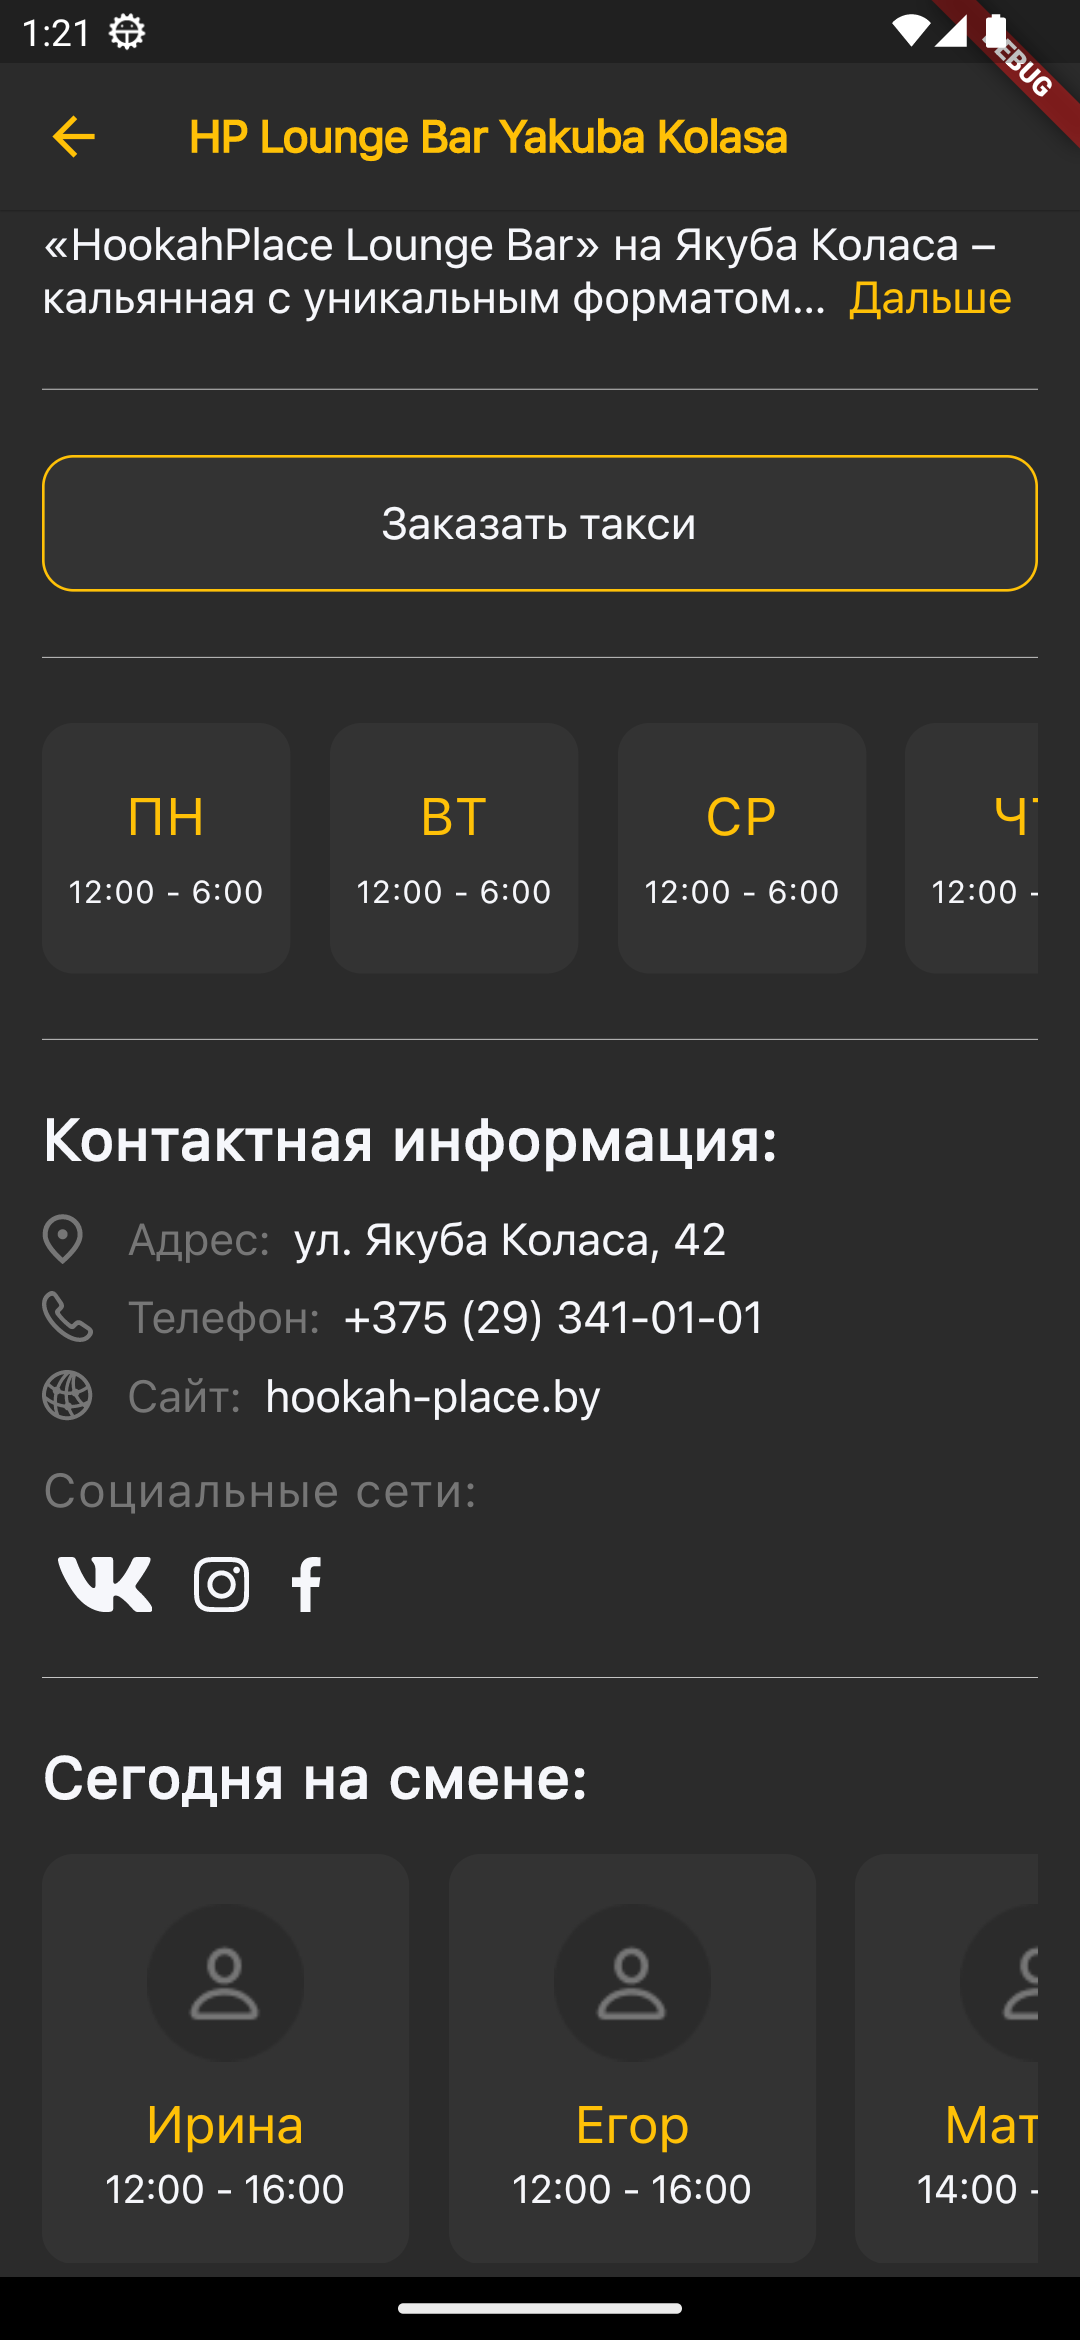 1:21
DEBUG
HP Lounge Bar Yakuba Kolasa
«HookahPlace Lounge Bar» на Якуба Коласа –
кальянная с уникальным форматом... Дальше
Заказать такси
ПН ВТ СР ЧТ
12:00 - 6:00 12:00 - 6:00 12:00 - 6:00 12:00 -
Контактная информация:
Адрес: ул. Якуба Коласа, 42
Телефон: +375 (29) 341-01-01
Сайт: hookah-place.by
Социальные сети:
Сегодня на смене:
Ирина Егор Мат
12:00 - 16:00 12:00 - 16:00 14:00 -